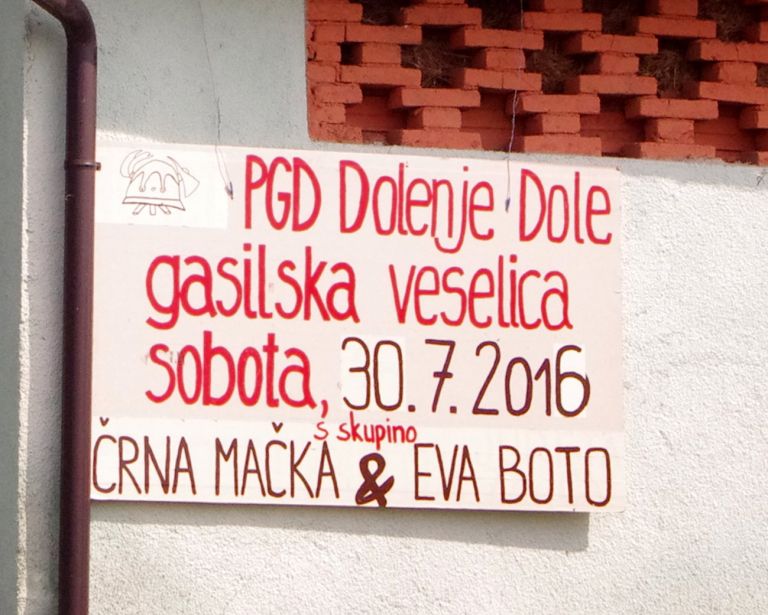 PGD Dolenje Dole
gasilska veselica
sobota, 30.7.2016
s skupino
ČRNA MAČKA & EVA BOTO